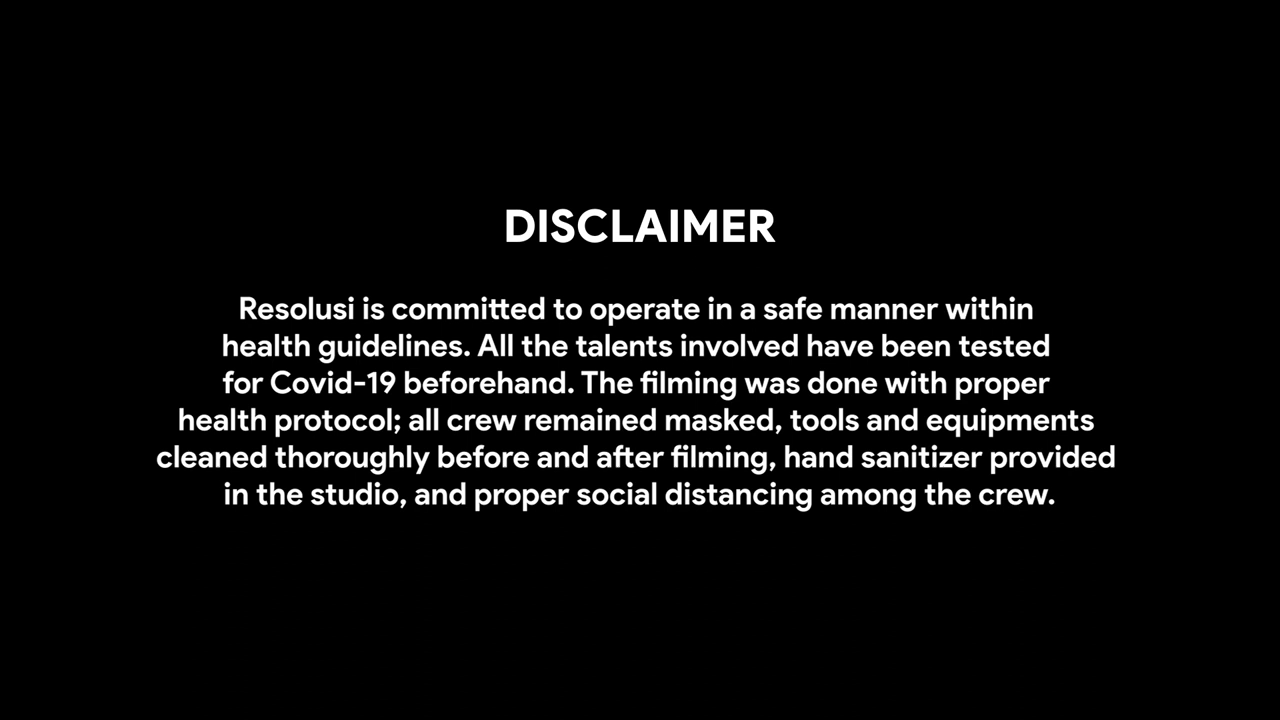 DISCLAIMER
Resolusi is committed to operate in a safe manner within
health guidelines. All the talents involved have been tested
for Covid-19 beforehand. The filming was done with proper
health protocol; all crew remained masked, tools and equipments
cleaned thoroughly before and after filming, hand sanitizer provided
in the studio, and proper social distancing among the crew.